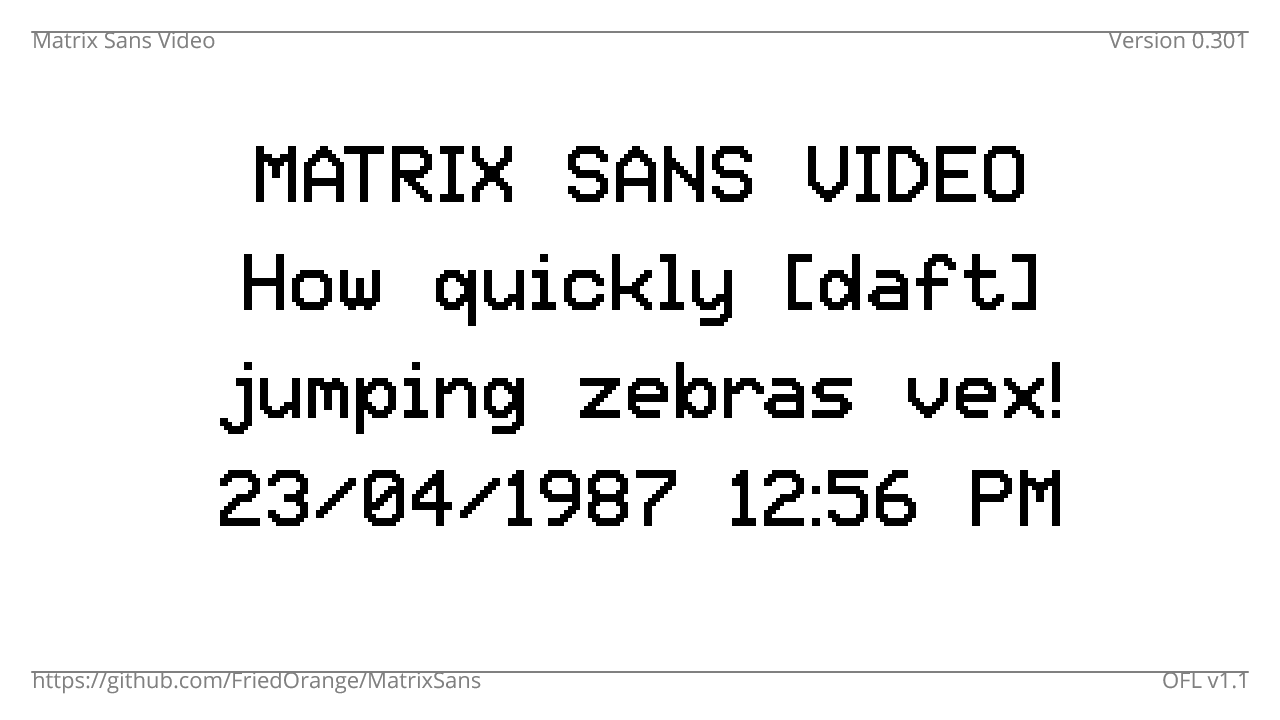 Matrix Sans Video
Version 0.301
MATRIX SANS VIDEO
How quickly [daft]
jumping zebras vex!
23/04/1987 12:56 PM
https://github.com/FriedOrange/MatrixSans
OFL v1.1